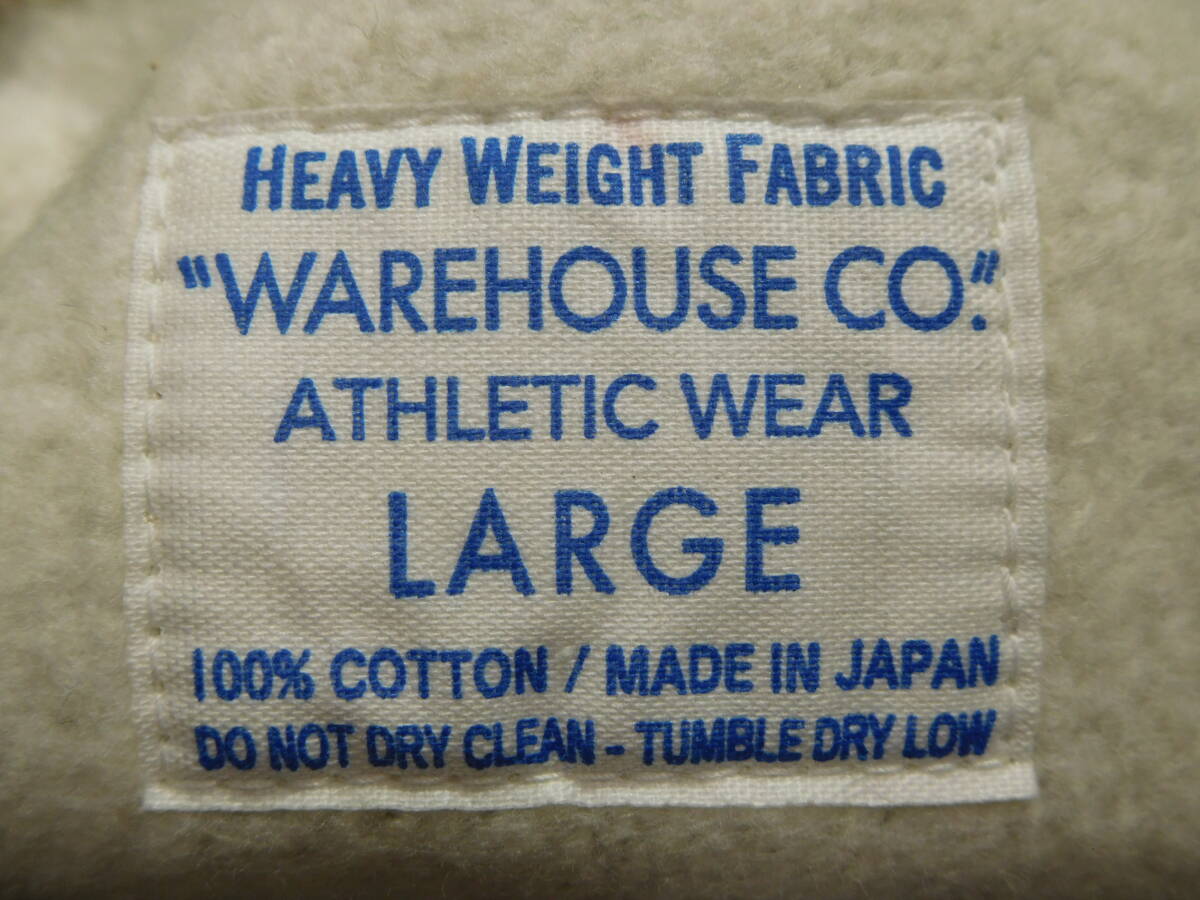 HEAVY WEIGHT FABRIC
"WAREHOUSE CO."
ATHLETIC WEAR
LARGE
100% COTTON / MADE IN JAPAN
DO NOT DRY CLEAN - TUMBLE DRY LOW